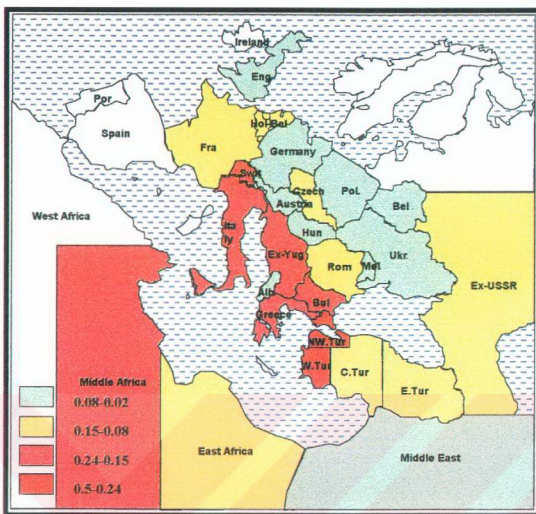 Ireland
Eng
Por
Spain
Fra
Hol
Bel
Germany
Swit
Czech
Pol.
Bel
Austria
West Africa
Ita
ly
Hun
Ukr.
Ex-Yug
Rom
Mol
Ex-USSR
Alb
Bul
Greece
NW.Tur
W.Tur
C.Tur
E.Tur
Middle Africa
0.08-0.02
0.15-0.08
0.24-0.15
0.5-0.24
East Africa
Middle East